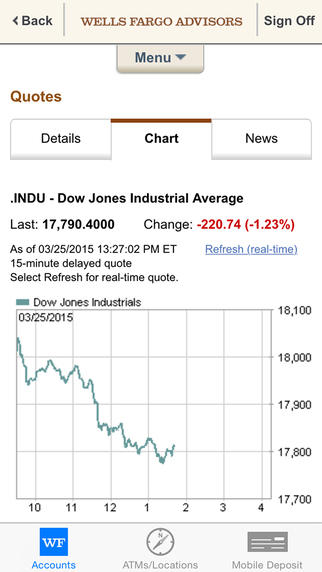 Back WELLS FARGO ADVISORS Sign Off
Menu
Quotes
Details Chart News
.INDU - Dow Jones Industrial Average
Last: 17,790.4000 Change: -220.74 (-1.23%)
As of 03/25/2015 13:27:02 PM ET Refresh (real-time)
15-minute delayed quote
Select Refresh for real-time quote.
Dow Jones Industrials
03/25/2015
18,100
18,000
17,900
17,800
17,700
10 11 12 1 2 3 4
WF
Accounts ATMs/Locations Mobile Deposit